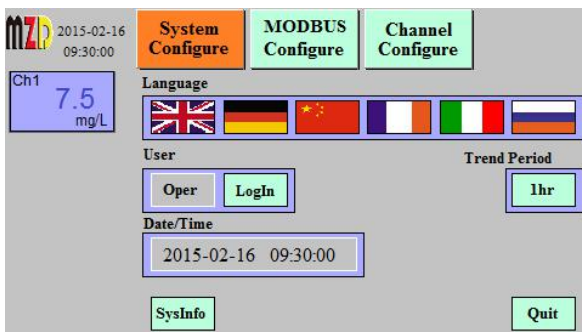 MZD 2015-02-16
09:30:00
System
Configure
MODBUS
Configure
Channel
Configure
Ch1
7.5
mg/L
Language
User
Trend Period
Oper
LogIn
1hr
Date/Time
2015-02-16 09:30:00
SysInfo
Quit